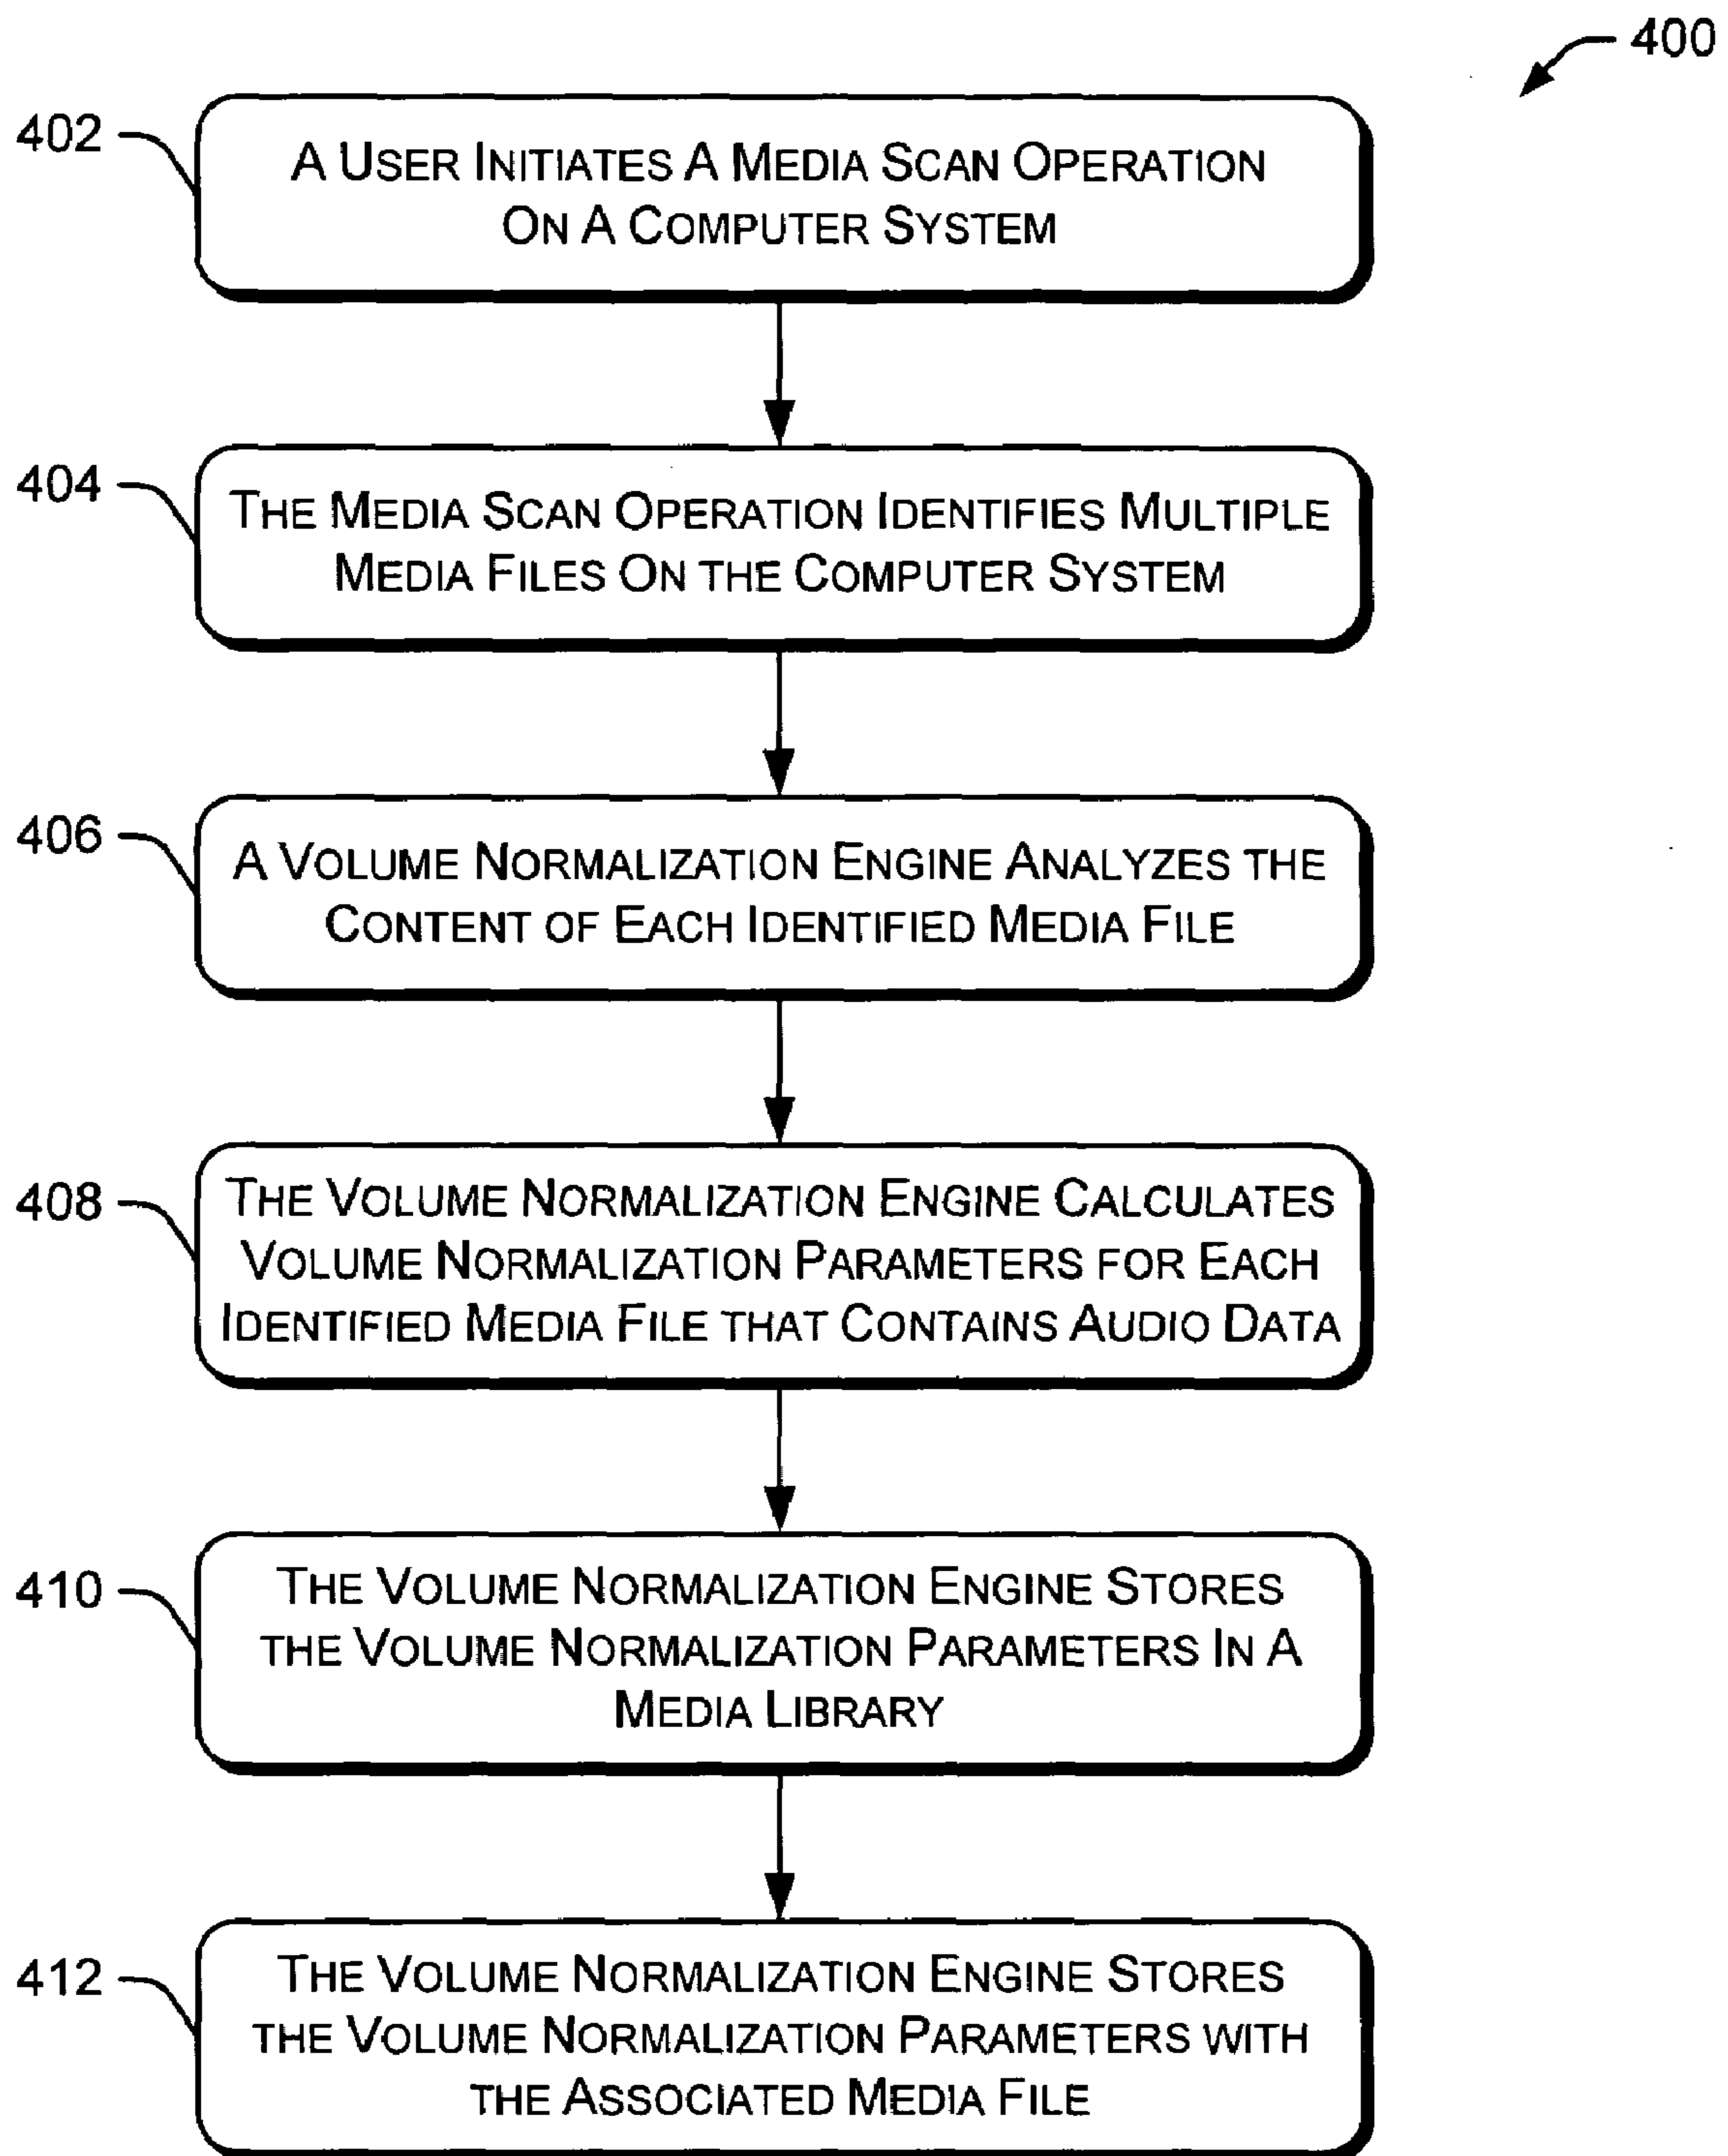 400
402
A USER INITIATES A MEDIA SCAN OPERATION
ON A COMPUTER SYSTEM
404
THE MEDIA SCAN OPERATION IDENTIFIES MULTIPLE
MEDIA FILES ON THE COMPUTER SYSTEM
406
A VOLUME NORMALIZATION ENGINE ANALYZES THE
CONTENT OF EACH IDENTIFIED MEDIA FILE
408
THE VOLUME NORMALIZATION ENGINE CALCULATES
VOLUME NORMALIZATION PARAMETERS FOR EACH
IDENTIFIED MEDIA FILE THAT CONTAINS AUDIO DATA
410
THE VOLUME NORMALIZATION ENGINE STORES
THE VOLUME NORMALIZATION PARAMETERS IN A
MEDIA LIBRARY
412
THE VOLUME NORMALIZATION ENGINE STORES
THE VOLUME NORMALIZATION PARAMETERS WITH
THE ASSOCIATED MEDIA FILE